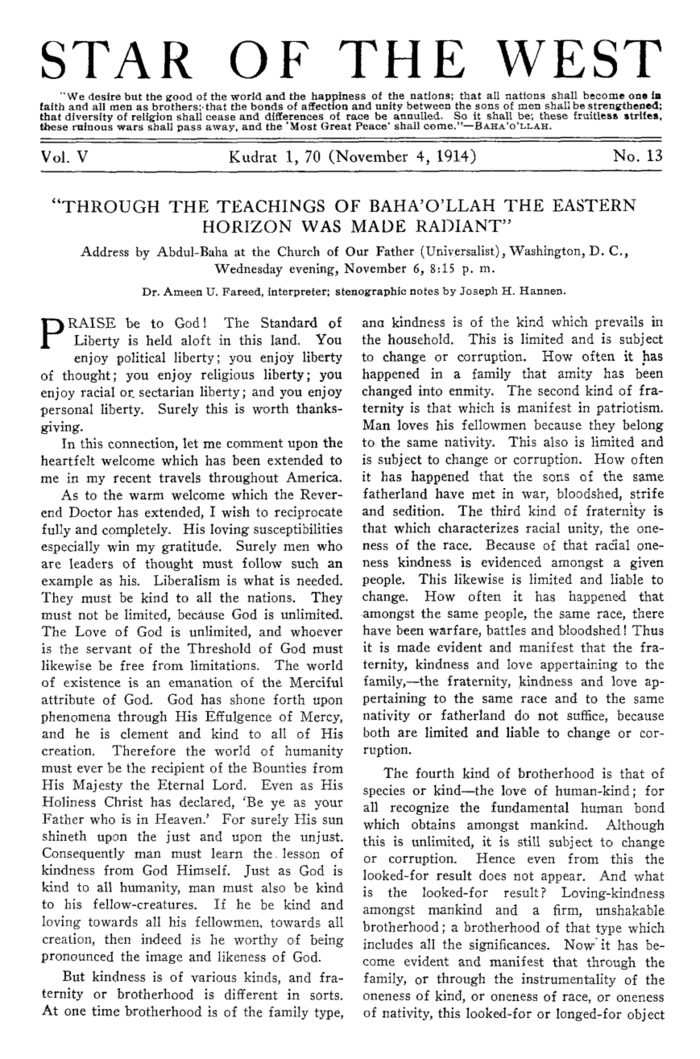 STAR OF THE WEST
"We desire but the good of the world and the happiness of the nations; that all nations shall become one in
faith and all men as brothers; that the bonds of affection and unity between the sons of men shall be strengthened;
that diversity of religion shall cease and differences of race be annulled. So it shall be; these fruitless strifes,
these ruinous wars shall pass away, and the 'Most Great Peace' shall come."—BAHA'O'LLAH.
Vol. V Kudrat 1, 70 (November 4, 1914) No. 13
"THROUGH THE TEACHINGS OF BAHA'O'LLAH THE EASTERN
HORIZON WAS MADE RADIANT"
Address by Abdul-Baha at the Church of Our Father (Universalist), Washington, D. C.,
Wednesday evening, November 6, 8:15 p. m.
Dr. Ameen U. Fareed, interpreter; stenographic notes by Joseph H. Hannen.
PRAISE be to God! The Standard of
Liberty is held aloft in this land. You
enjoy political liberty; you enjoy liberty
of thought; you enjoy religious liberty; you
enjoy racial or sectarian liberty; and you enjoy
personal liberty. Surely this is worth thanks-
giving.
In this connection, let me comment upon the
heartfelt welcome which has been extended to
me in my recent travels throughout America.
As to the warm welcome which the Rever-
end Doctor has extended, I wish to reciprocate
fully and completely. His loving susceptibilities
especially win my gratitude. Surely men who
are leaders of thought must follow such an
example as his. Liberalism is what is needed.
They must be kind to all the nations. They
must not be limited, because God is unlimited.
The Love of God is unlimited, and whoever
is the servant of the Threshold of God must
likewise be free from limitations. The world
of existence is an emanation of the Merciful
attribute of God. God has shone forth upon
phenomena through His Effulgence of Mercy,
and he is clement and kind to all of His
creation. Therefore the world of humanity
must ever be the recipient of the Bounties from
His Majesty the Eternal Lord. Even as His
Holiness Christ has declared, 'Be ye as your
Father who is in Heaven.' For surely His sun
shineth upon the just and upon the unjust.
Consequently man must learn the lesson of
kindness from God Himself. Just as God is
kind to all humanity, man must also be kind
to his fellow-creatures. If he be kind and
loving towards all his fellowmen, towards all
creation, then indeed is he worthy of being
pronounced the image and likeness of God.
But kindness is of various kinds, and fra-
ternity or brotherhood is different in sorts.
At one time brotherhood is of the family type,
and kindness is of the kind which prevails in
the household. This is limited and is subject
to change or corruption. How often it has
happened in a family that amity has been
changed into enmity. The second kind of fra-
ternity is that which is manifest in patriotism.
Man loves his fellowmen because they belong
to the same nativity. This also is limited and
is subject to change or corruption. How often
it has happened that the sons of the same
fatherland have met in war, bloodshed, strife
and sedition. The third kind of fraternity is
that which characterizes racial unity, the one-
ness of the race. Because of that racial one-
ness kindness is evidenced amongst a given
people. This likewise is limited and liable to
change. How often it has happened that
amongst the same people, the same race, there
have been warfare, battles and bloodshed! Thus
it is made evident and manifest that the fra-
ternity, kindness and love appertaining to the
family,—the fraternity, kindness and love ap-
pertaining to the same race and to the same
nativity or fatherland do not suffice, because
both are limited and liable to change or cor-
ruption.
The fourth kind of brotherhood is that of
species or kind—the love of human-kind; for
all recognize the fundamental human bond
which obtains amongst mankind. Although
this is unlimited, it is still subject to change
or corruption. Hence even from this the
looked-for result does not appear. And what
is the looked-for result? Loving-kindness
amongst mankind and a firm, unshakable
brotherhood; a brotherhood of that type which
includes all the significances. Now it has be-
come evident and manifest that through the
family, or through the instrumentality of the
oneness of kind, or oneness of race, or oneness
of nativity, this looked-for or longed-for object